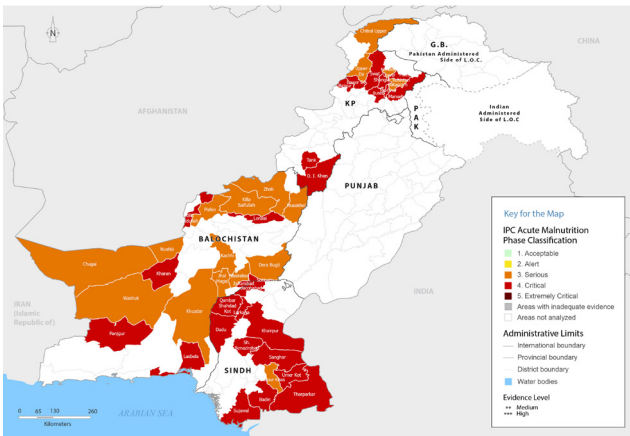 N
Chitral Upper
G.B.
CHINA
Pakistan Administered
Side of L.O.C.
AFGHANISTAN
KP
P
A
K
Indian
Administered
Side of L.O.C
Tank
D. I. Khan
PUNJAB
Zhob
Killa
Saifullah
Pishin
Musakhel
Loralai
BALOCHISTAN
Nushki
Chagai
Kachhi
Dera Bugti
Kharan
Washuk
Jhal
Magsi
Jacobabad
INDIA
IRAN
(Islamic
Republic of)
Khuzdar
Qambar
Shahdad
Kot
Larkana
Panjgur
Dadu
Khairpur
Lasbela
Sanghar
SINDH
Umer Kot
Tharparkar
Badin
Sujawal
ARABIAN SEA
0 65 130 260
Kilometers
Key for the Map
IPC Acute Malnutrition
Phase Classification
1. Acceptable
2. Alert
3. Serious
4. Critical
5. Extremely Critical
Areas with inadequate evidence
Areas not analyzed
Administrative Limits
International boundary
Provincial boundary
District boundary
Water bodies
Evidence Level
** Medium
*** High